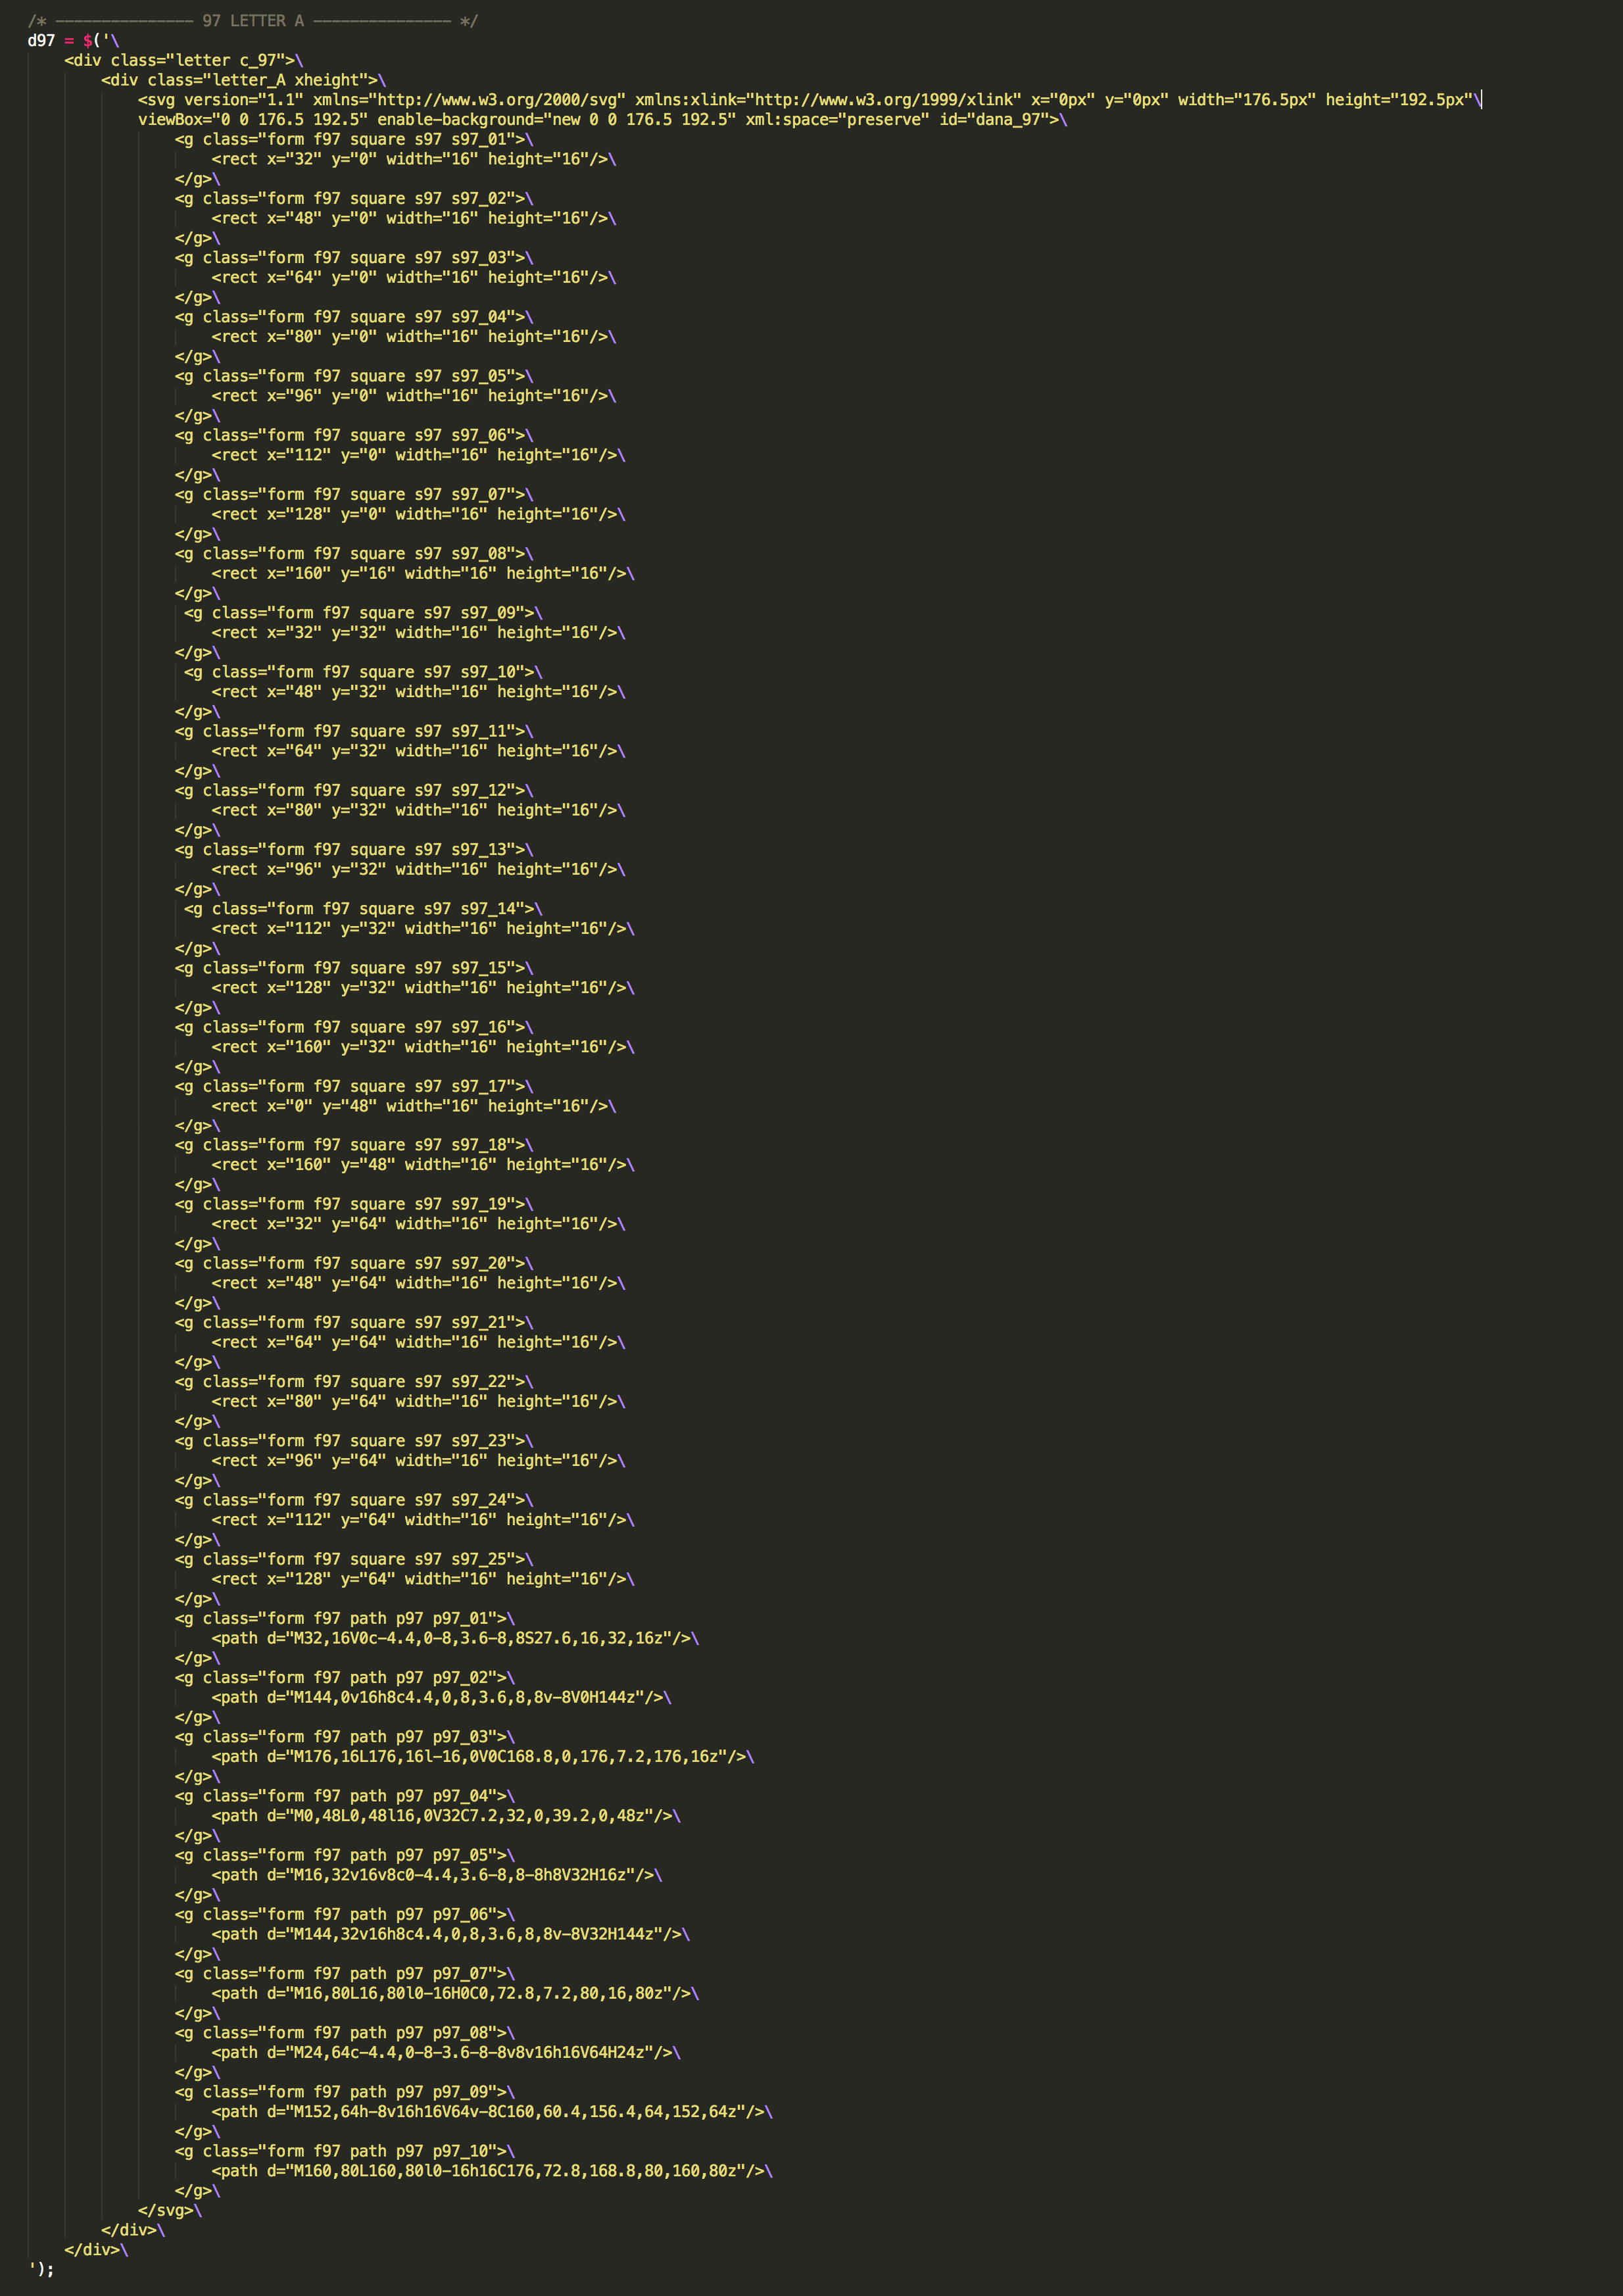 /* ——————————————— 97 LETTER A ——————————————— */
d97 = $('\
<div class="letter c_97">\
<div class="letter_A xheight">\
<svg version="1.1" xmlns="http://www.w3.org/2000/svg" xmlns:xlink="http://www.w3.org/1999/xlink" x="0px" y="0px" width="176.5px" height="192.5px"\
viewBox="0 0 176.5 192.5" enable-background="new 0 0 176.5 192.5" xml:space="preserve" id="dana_97">\
<g class="form f97 square s97 s97_01">\
<rect x="32" y="0" width="16" height="16"/>\
</g>\
<g class="form f97 square s97 s97_02">\
<rect x="48" y="0" width="16" height="16"/>\
</g>\
<g class="form f97 square s97 s97_03">\
<rect x="64" y="0" width="16" height="16"/>\
</g>\
<g class="form f97 square s97 s97_04">\
<rect x="80" y="0" width="16" height="16"/>\
</g>\
<g class="form f97 square s97 s97_05">\
<rect x="96" y="0" width="16" height="16"/>\
</g>\
<g class="form f97 square s97 s97_06">\
<rect x="112" y="0" width="16" height="16"/>\
</g>\
<g class="form f97 square s97 s97_07">\
<rect x="128" y="0" width="16" height="16"/>\
</g>\
<g class="form f97 square s97 s97_08">\
<rect x="160" y="16" width="16" height="16"/>\
</g>\
<g class="form f97 square s97 s97_09">\
<rect x="32" y="32" width="16" height="16"/>\
</g>\
<g class="form f97 square s97 s97_10">\
<rect x="48" y="32" width="16" height="16"/>\
</g>\
<g class="form f97 square s97 s97_11">\
<rect x="64" y="32" width="16" height="16"/>\
</g>\
<g class="form f97 square s97 s97_12">\
<rect x="80" y="32" width="16" height="16"/>\
</g>\
<g class="form f97 square s97 s97_13">\
<rect x="96" y="32" width="16" height="16"/>\
</g>\
<g class="form f97 square s97 s97_14">\
<rect x="112" y="32" width="16" height="16"/>\
</g>\
<g class="form f97 square s97 s97_15">\
<rect x="128" y="32" width="16" height="16"/>\
</g>\
<g class="form f97 square s97 s97_16">\
<rect x="160" y="32" width="16" height="16"/>\
</g>\
<g class="form f97 square s97 s97_17">\
<rect x="0" y="48" width="16" height="16"/>\
</g>\
<g class="form f97 square s97 s97_18">\
<rect x="160" y="48" width="16" height="16"/>\
</g>\
<g class="form f97 square s97 s97_19">\
<rect x="32" y="64" width="16" height="16"/>\
</g>\
<g class="form f97 square s97 s97_20">\
<rect x="48" y="64" width="16" height="16"/>\
</g>\
<g class="form f97 square s97 s97_21">\
<rect x="64" y="64" width="16" height="16"/>\
</g>\
<g class="form f97 square s97 s97_22">\
<rect x="80" y="64" width="16" height="16"/>\
</g>\
<g class="form f97 square s97 s97_23">\
<rect x="96" y="64" width="16" height="16"/>\
</g>\
<g class="form f97 square s97 s97_24">\
<rect x="112" y="64" width="16" height="16"/>\
</g>\
<g class="form f97 square s97 s97_25">\
<rect x="128" y="64" width="16" height="16"/>\
</g>\
<g class="form f97 path p97 p97_01">\
<path d="M32,16V0c-4.4,0-8,3.6-8,8S27.6,16,32,16z"/>\
</g>\
<g class="form f97 path p97 p97_02">\
<path d="M144,0v16h8c4.4,0,8,3.6,8,8v-8V0H144z"/>\
</g>\
<g class="form f97 path p97 p97_03">\
<path d="M176,16L176,16l-16,0V0C168.8,0,176,7.2,176,16z"/>\
</g>\
<g class="form f97 path p97 p97_04">\
<path d="M0,48L0,48l16,0V32C7.2,32,0,39.2,0,48z"/>\
</g>\
<g class="form f97 path p97 p97_05">\
<path d="M16,32v16v8c0-4.4,3.6-8,8-8h8V32H16z"/>\
</g>\
<g class="form f97 path p97 p97_06">\
<path d="M144,32v16h8c4.4,0,8,3.6,8,8v-8V32H144z"/>\
</g>\
<g class="form f97 path p97 p97_07">\
<path d="M16,80L16,80l0-16H0C0,72.8,7.2,80,16,80z"/>\
</g>\
<g class="form f97 path p97 p97_08">\
<path d="M24,64c-4.4,0-8-3.6-8-8v8v16h16V64H24z"/>\
</g>\
<g class="form f97 path p97 p97_09">\
<path d="M152,64h-8v16h16V64v-8C160,60.4,156.4,64,152,64z"/>\
</g>\
<g class="form f97 path p97 p97_10">\
<path d="M160,80L160,80l0-16h16C176,72.8,168.8,80,160,80z"/>\
</g>\
</svg>\
</div>\
</div>\
');